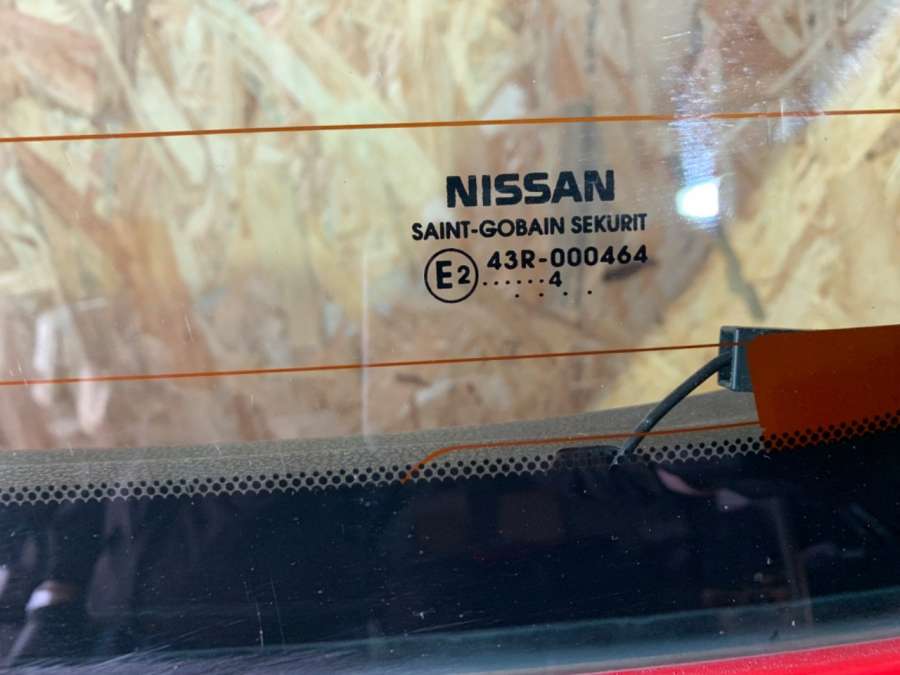 NISSAN
SAINT-GOBAIN SEKURIT
E2 43R-000464
......4
. . . .